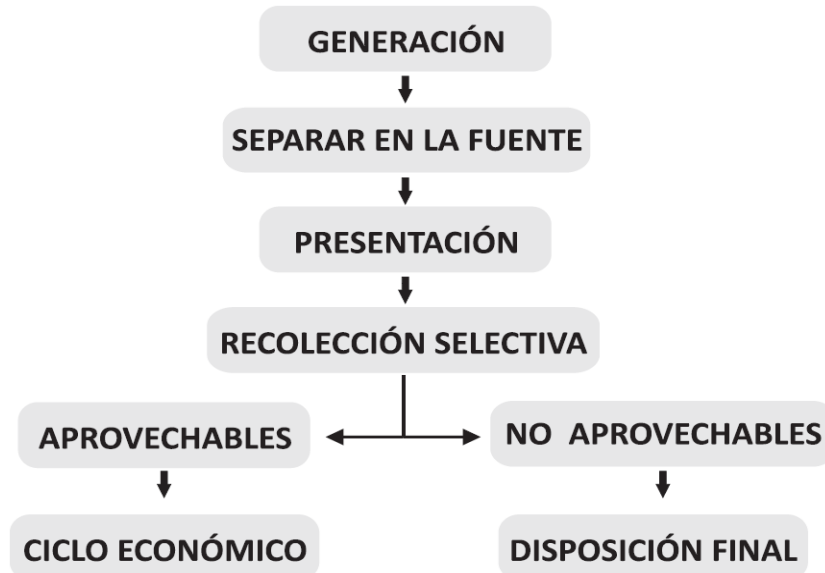 GENERACIÓN
SEPARAR EN LA FUENTE
PRESENTACIÓN
RECOLECCIÓN SELECTIVA
APROVECHABLES
NO APROVECHABLES
CICLO ECONÓMICO
DISPOSICIÓN FINAL